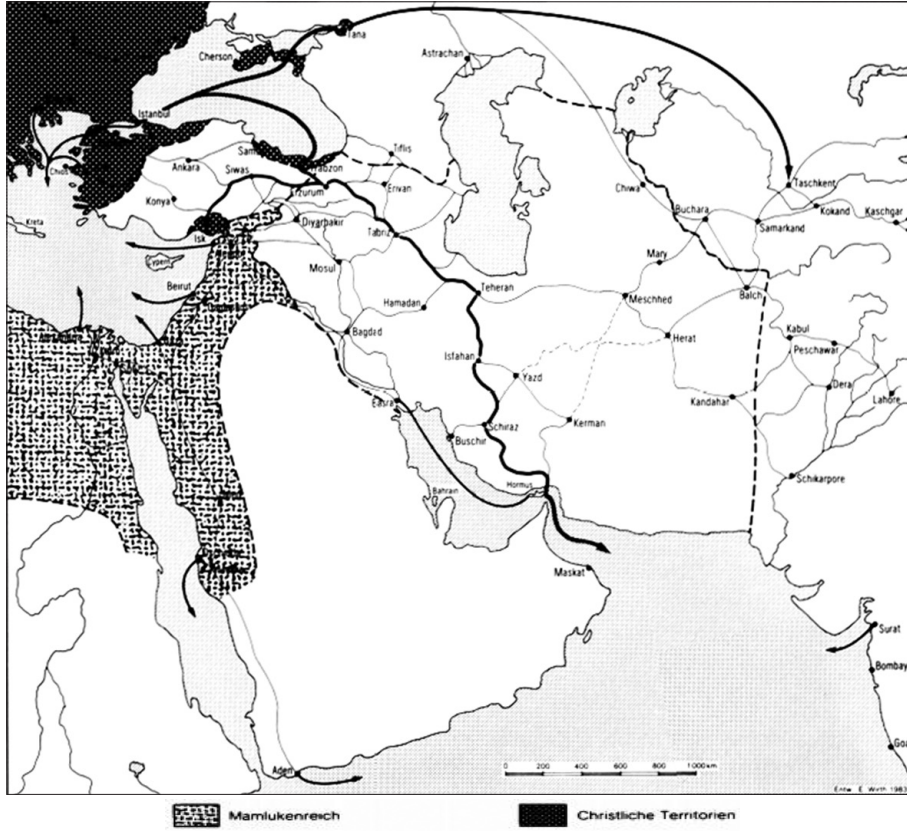 Tana
Cherson
Astrachan
Istanbul
Tiflis
Trabzon
Ankara
Siwas
Erzurum
Erivan
Chios
Taschkent
Chiwa
Konya
Diyarbakir
Buchara
Kokand
Kaschgar
Samarkand
Kreta
Tabriz
Mosul
Mary
Cypern
Teheran
Beirut
Hamadan
Meschhed
Balch
Bagdad
Herat
Kabul
Peschawar
Isfahan
Yazd
Dera
Kandahar
Lahore
Basra
Schiraz
Kerman
Buschir
Schikarpore
Bahrain
Hormus
Maskat
Surat
Bombay
Goa
Aden
0 200 400 600 800 1000 km
Entw. E. Wirth 1983
Mamlukenreich
Christliche Territorien